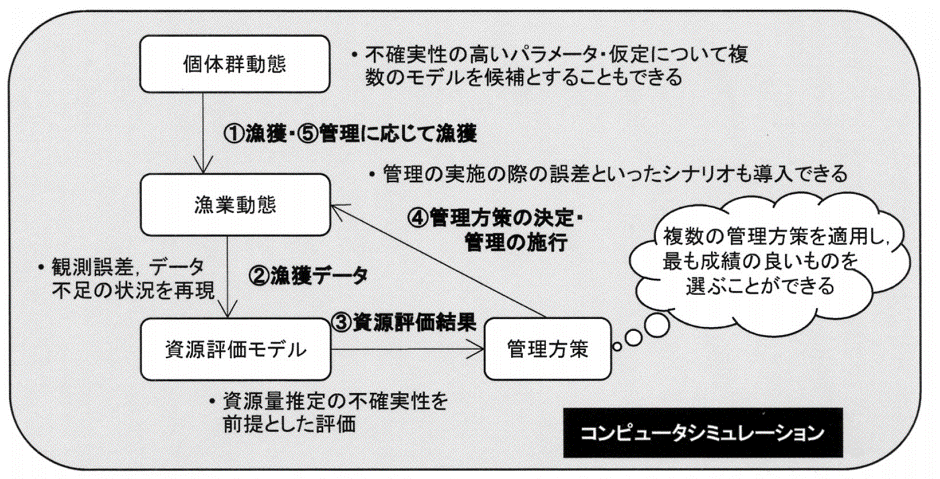 個体群動態
・不確実性の高いパラメータ・仮定について複
数のモデルを候補とすることもできる
①漁獲・⑤管理に応じて漁獲
・管理の実施の際の誤差といったシナリオも導入できる
漁業動態
④管理方策の決定・
管理の施行
複数の管理方策を適用し,
最も成績の良いものを
選ぶことができる
・観測誤差, データ
不足の状況を再現
②漁獲データ
③資源評価結果
資源評価モデル
管理方策
・資源量推定の不確実性を
前提とした評価
コンピュータシミュレーション